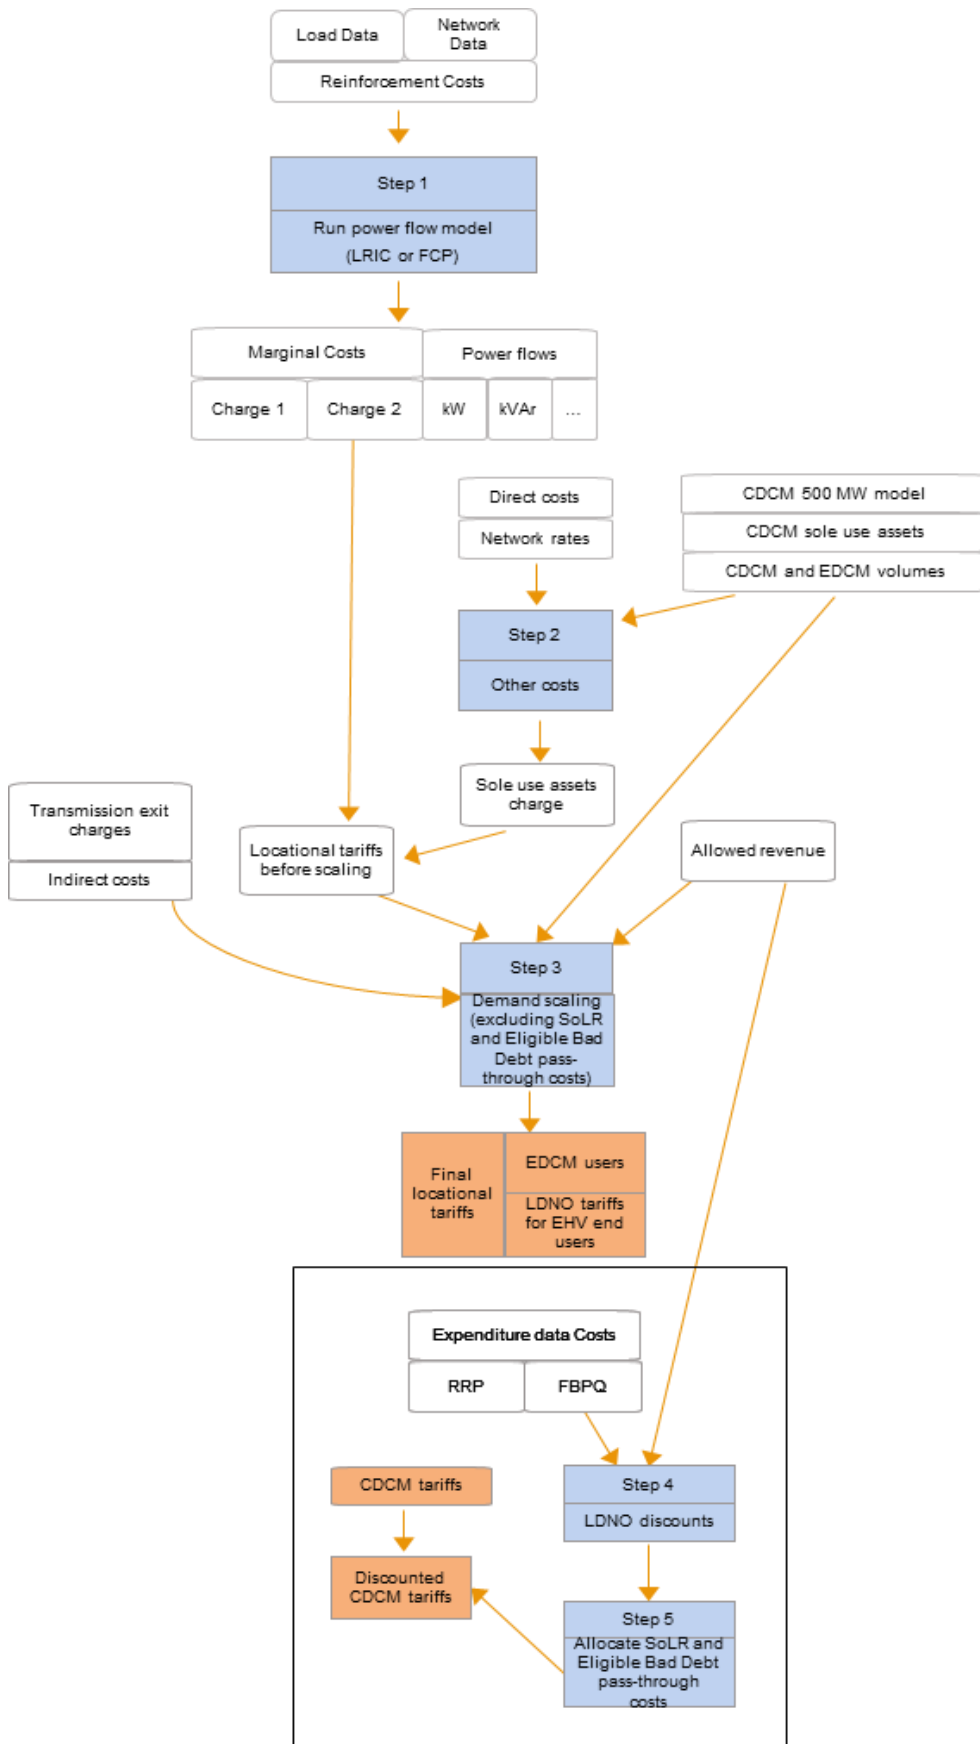 Load Data
Network
Data
Reinforcement Costs
Step 1
Run power flow model
(LRIC or FCP)
Marginal Costs
Power flows
Charge 1
Charge 2
kW
kVAr
...
Direct costs
Network rates
CDCM 500 MW model
CDCM sole use assets
CDCM and EDCM volumes
Step 2
Other costs
Sole use assets
charge
Transmission exit
charges
Indirect costs
Locational tariffs
before scaling
Allowed revenue
Step 3
Demand scaling
(excluding SoLR
and Eligible Bad
Debt pass-
through costs)
Final
locational
tariffs
EDCM users
LDNO tariffs
for EHV end
users
Expenditure data Costs
RRP
FBPQ
CDCM tariffs
Step 4
LDNO discounts
Discounted
CDCM tariffs
Step 5
Allocate SoLR and
Eligible Bad Debt
pass-through
costs